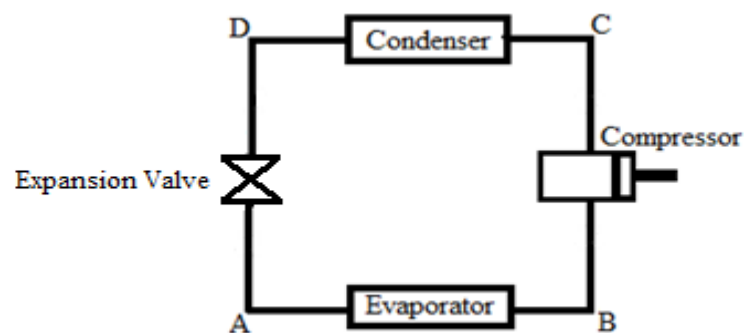 D
Condenser
C
Compressor
Expansion Valve
A
Evaporator
B